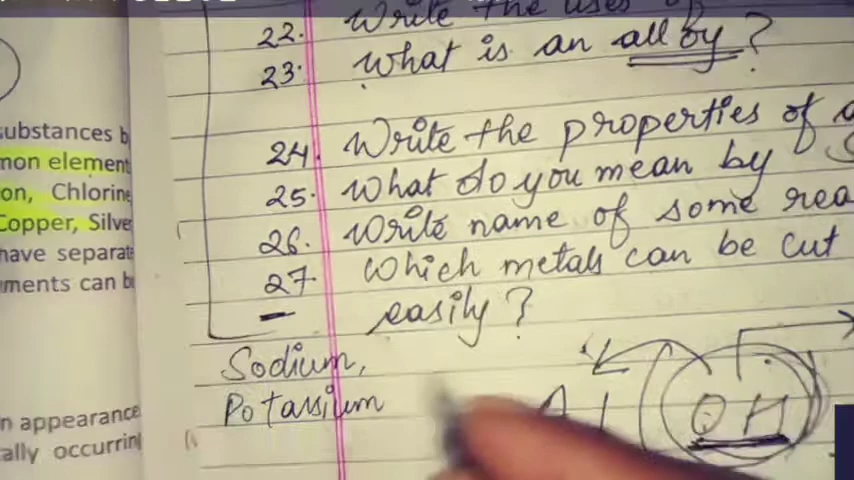 22. Write the uses of
23. What is an alloy ?
24. Write the properties of
25. What do you mean by
26. Write name of some rea
27. Which metals can be cut
easily ?
Sodium,
Potassium
OH
substances b
mon element
on, Chlorine
Copper, Silve
have separate
ments can b
n appearance
ally occurrin